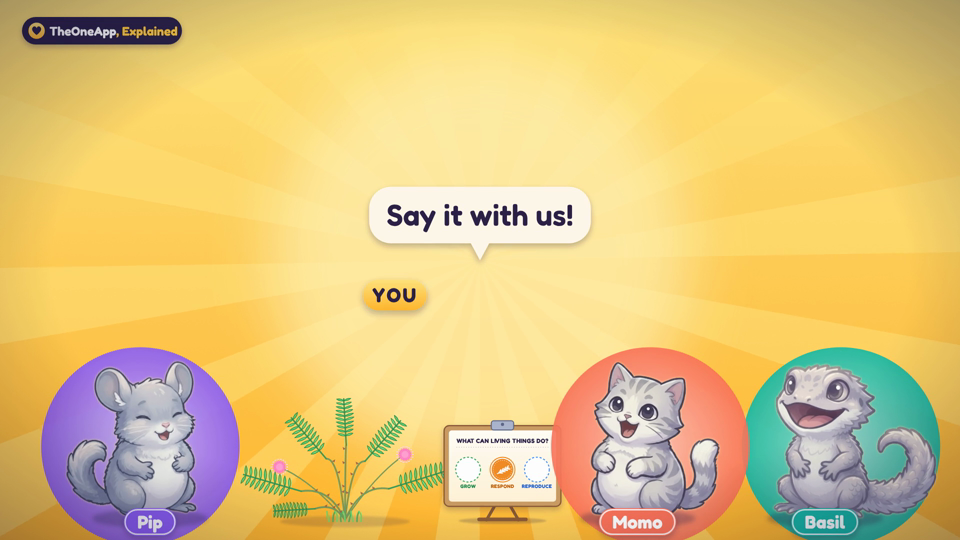 TheOneApp, Explained
Say it with us!
YOU
WHAT CAN LIVING THINGS DO?
GROW RESPOND REPRODUCE
Pip Momo Basil